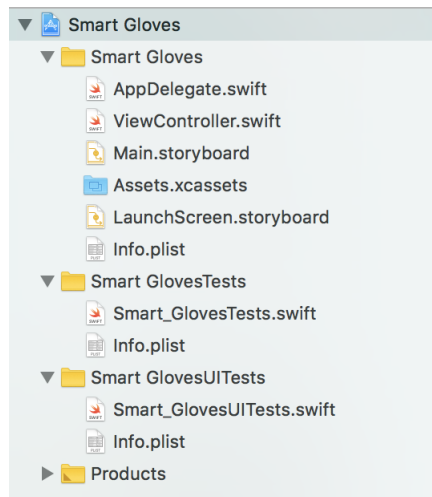 Smart Gloves
Smart Gloves
AppDelegate.swift
ViewController.swift
Main.storyboard
Assets.xcassets
LaunchScreen.storyboard
Info.plist
Smart GlovesTests
Smart_GlovesTests.swift
Info.plist
Smart GlovesUITests
Smart_GlovesUITests.swift
Info.plist
Products